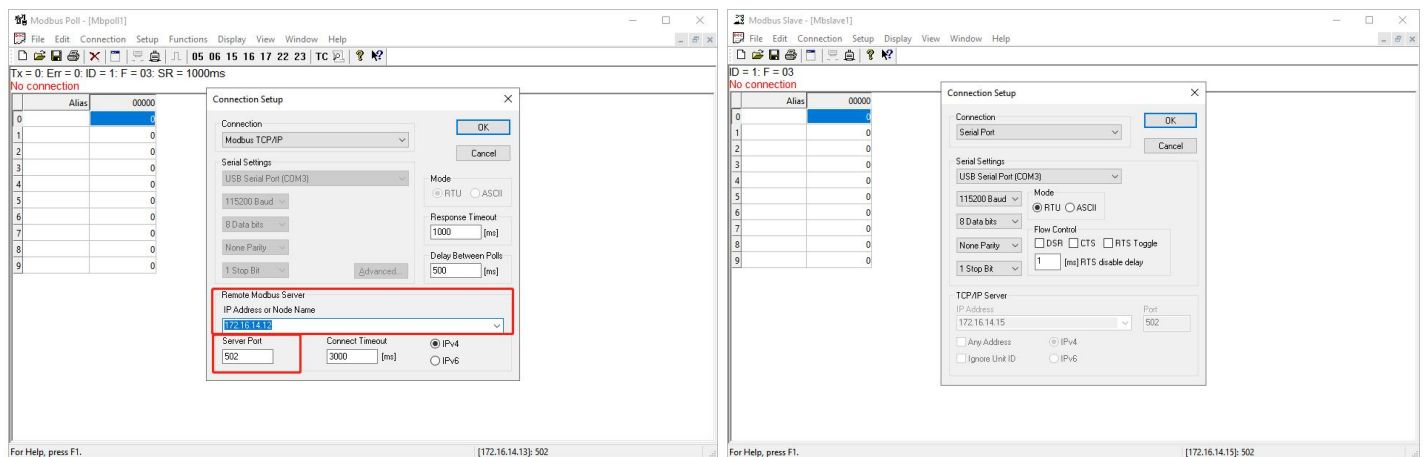 Modbus Poll - [Mbpoll1]
File Edit Connection Setup Functions Display View Window Help
05 06 15 16 17 22 23 TC
Tx = 0: Err = 0: ID = 1: F = 03: SR = 1000ms
No connection
Alias 00000
0 0
1 0
2 0
3 0
4 0
5 0
6 0
7 0
8 0
9 0
Connection Setup
Connection
Modbus TCP/IP
OK
Cancel
Serial Settings
USB Serial Port (COM3)
115200 Baud
8 Data bits
None Parity
1 Stop Bit
Advanced...
Mode
RTU ASCII
Response Timeout
1000 [ms]
Delay Between Polls
500 [ms]
Remote Modbus Server
IP Address or Node Name
172.16.14.12
Server Port
502
Connect Timeout
3000 [ms]
IPv4
IPv6
For Help, press F1.
[172.16.14.13]: 502
Modbus Slave - [Mbslave1]
File Edit Connection Setup Display View Window Help
ID = 1: F = 03
No connection
Alias 00000
0 0
1 0
2 0
3 0
4 0
5 0
6 0
7 0
8 0
9 0
Connection Setup
Connection
Serial Port
OK
Cancel
Serial Settings
USB Serial Port (COM3)
115200 Baud
8 Data bits
None Parity
1 Stop Bit
Mode
RTU ASCII
Flow Control
DSR CTS RTS Toggle
1 [ms] RTS disable delay
TCP/IP Server
IP Address Port
172.16.14.15 502
Any Address IPv4
Ignore Unit ID IPv6
For Help, press F1.
[172.16.14.15]: 502